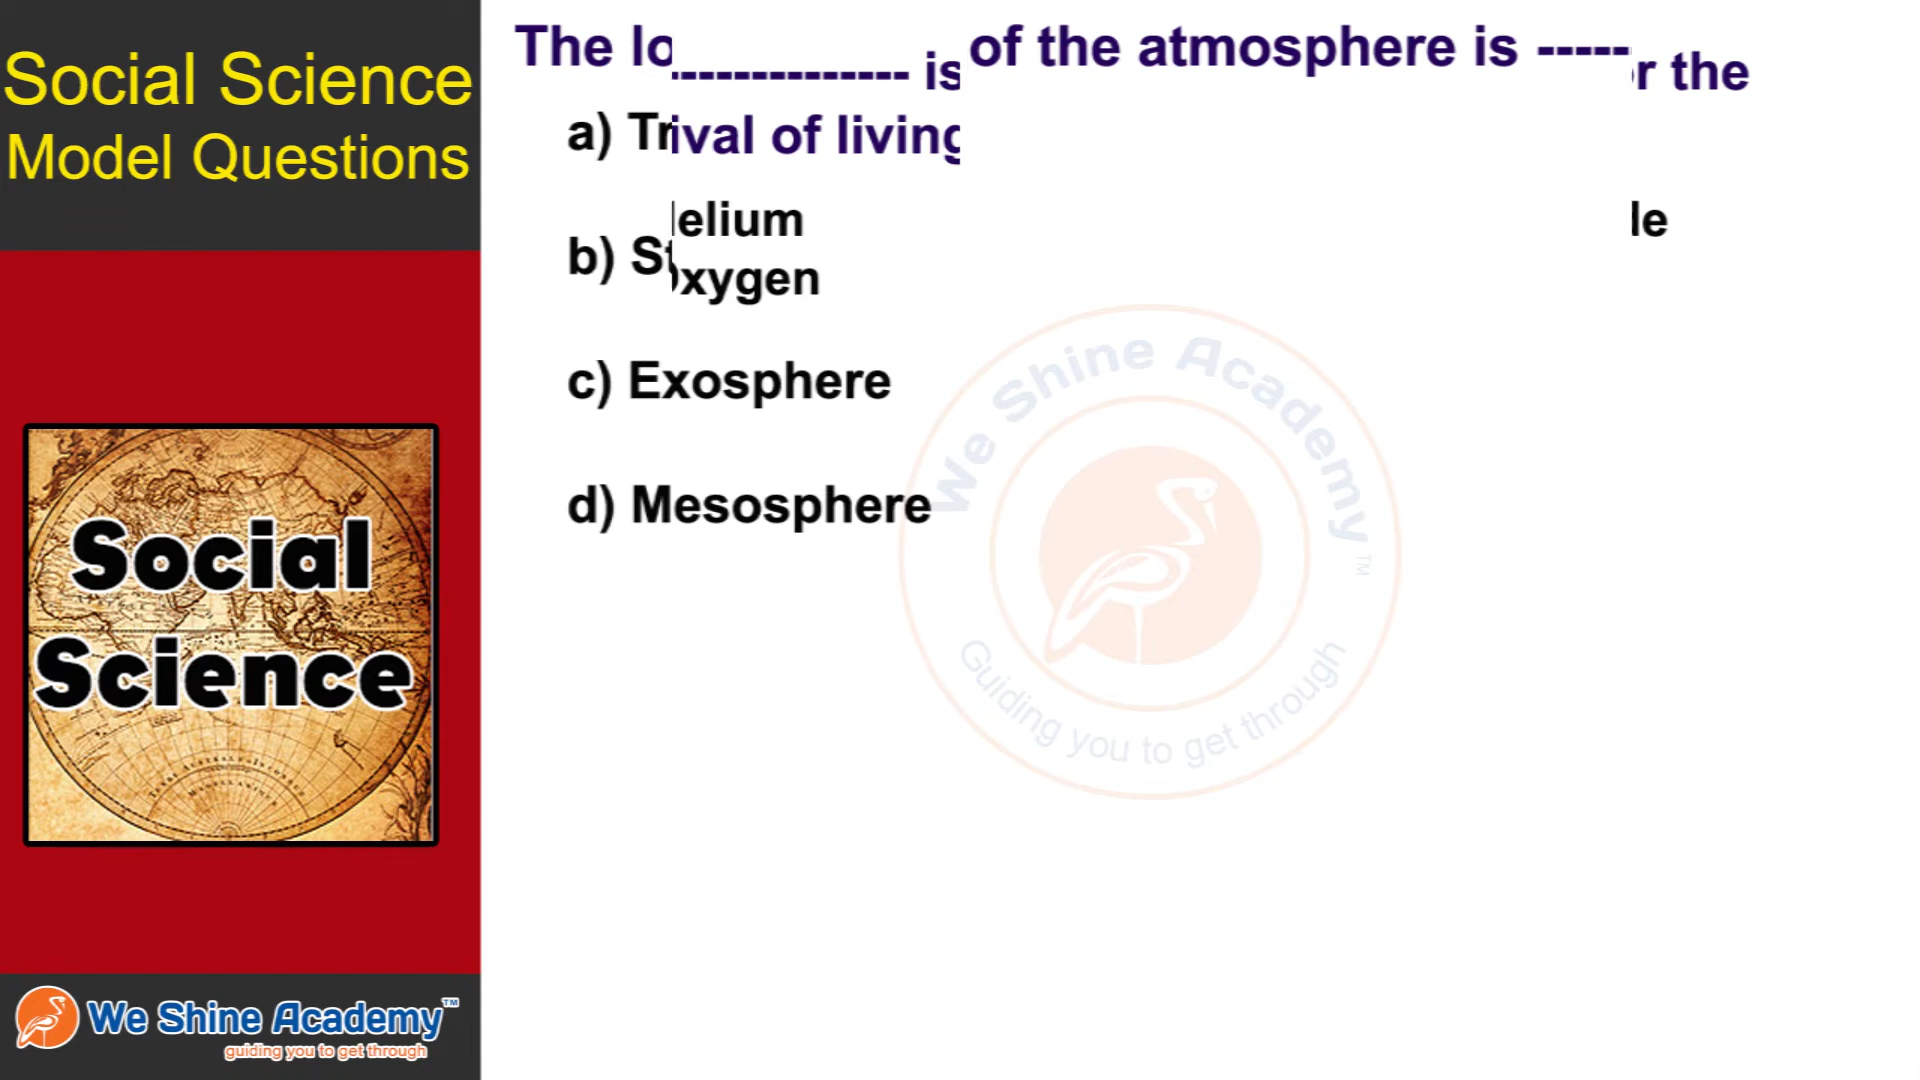 Social Science
Model Questions
The lo
-------------- is
of the atmosphere is -----
r the
a) Tr
ival of living
elium
le
b) St
xygen
c) Exosphere
d) Mesosphere
Social
Science
We Shine Academy™
Guiding you to get through
We Shine Academy™
guiding you to get through